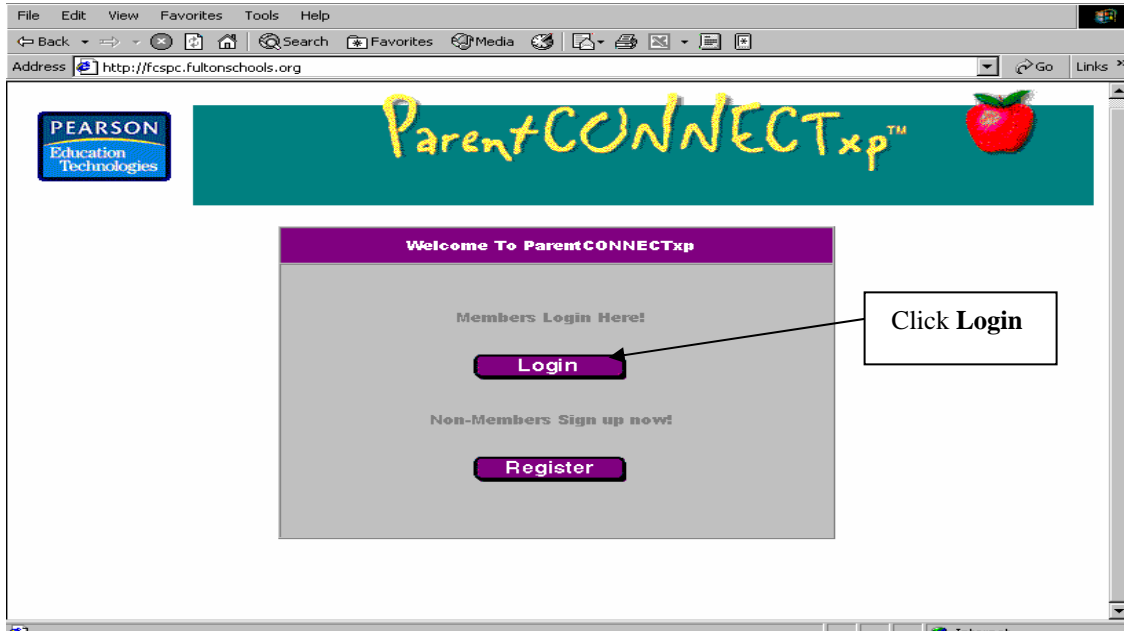 File Edit View Favorites Tools Help
Back Search Favorites Media
Address http://fcspc.fultonschools.org Go Links »
PEARSON
Education
Technologies
ParentCONNECTxp™
Welcome To ParentCONNECTxp
Members Login Here!
Click Login
Login
Non-Members Sign up now!
Register